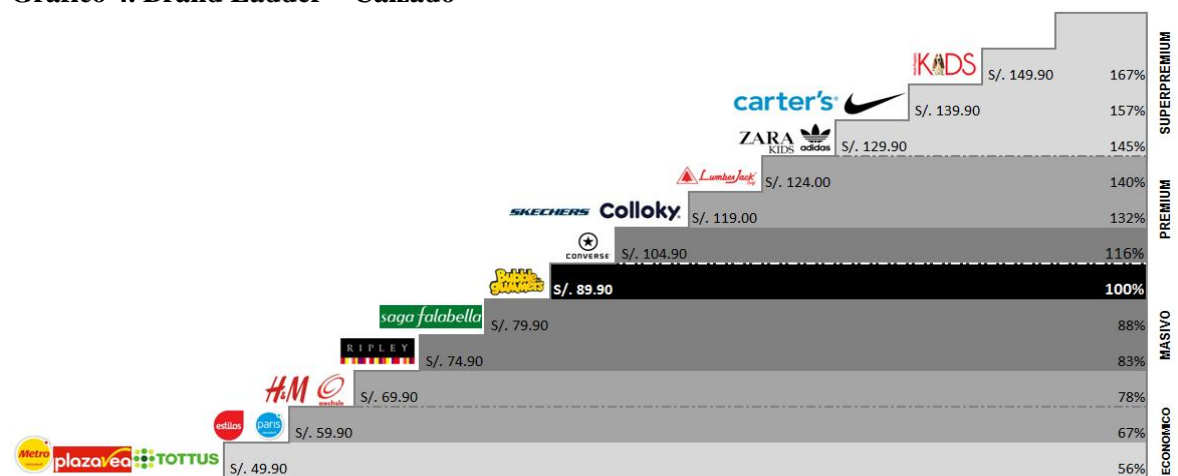 Gráfico 4. Brand Ladder – Calzado
KIDS S/. 149.90 167%
carter's S/. 139.90 157%
ZARA KIDS adidas S/. 129.90 145%
SUPERPREMIUM
LumberJack S/. 124.00 140%
SKECHERS Colloky. S/. 119.00 132%
CONVERSE S/. 104.90 116%
PREMIUM
Bubble gummers S/. 89.90 100%
saga falabella S/. 79.90 88%
RIPLEY S/. 74.90 83%
H&M oechsle S/. 69.90 78%
MASIVO
estilos paris S/. 59.90 67%
Metro plazavea TOTTUS S/. 49.90 56%
ECONOMICO